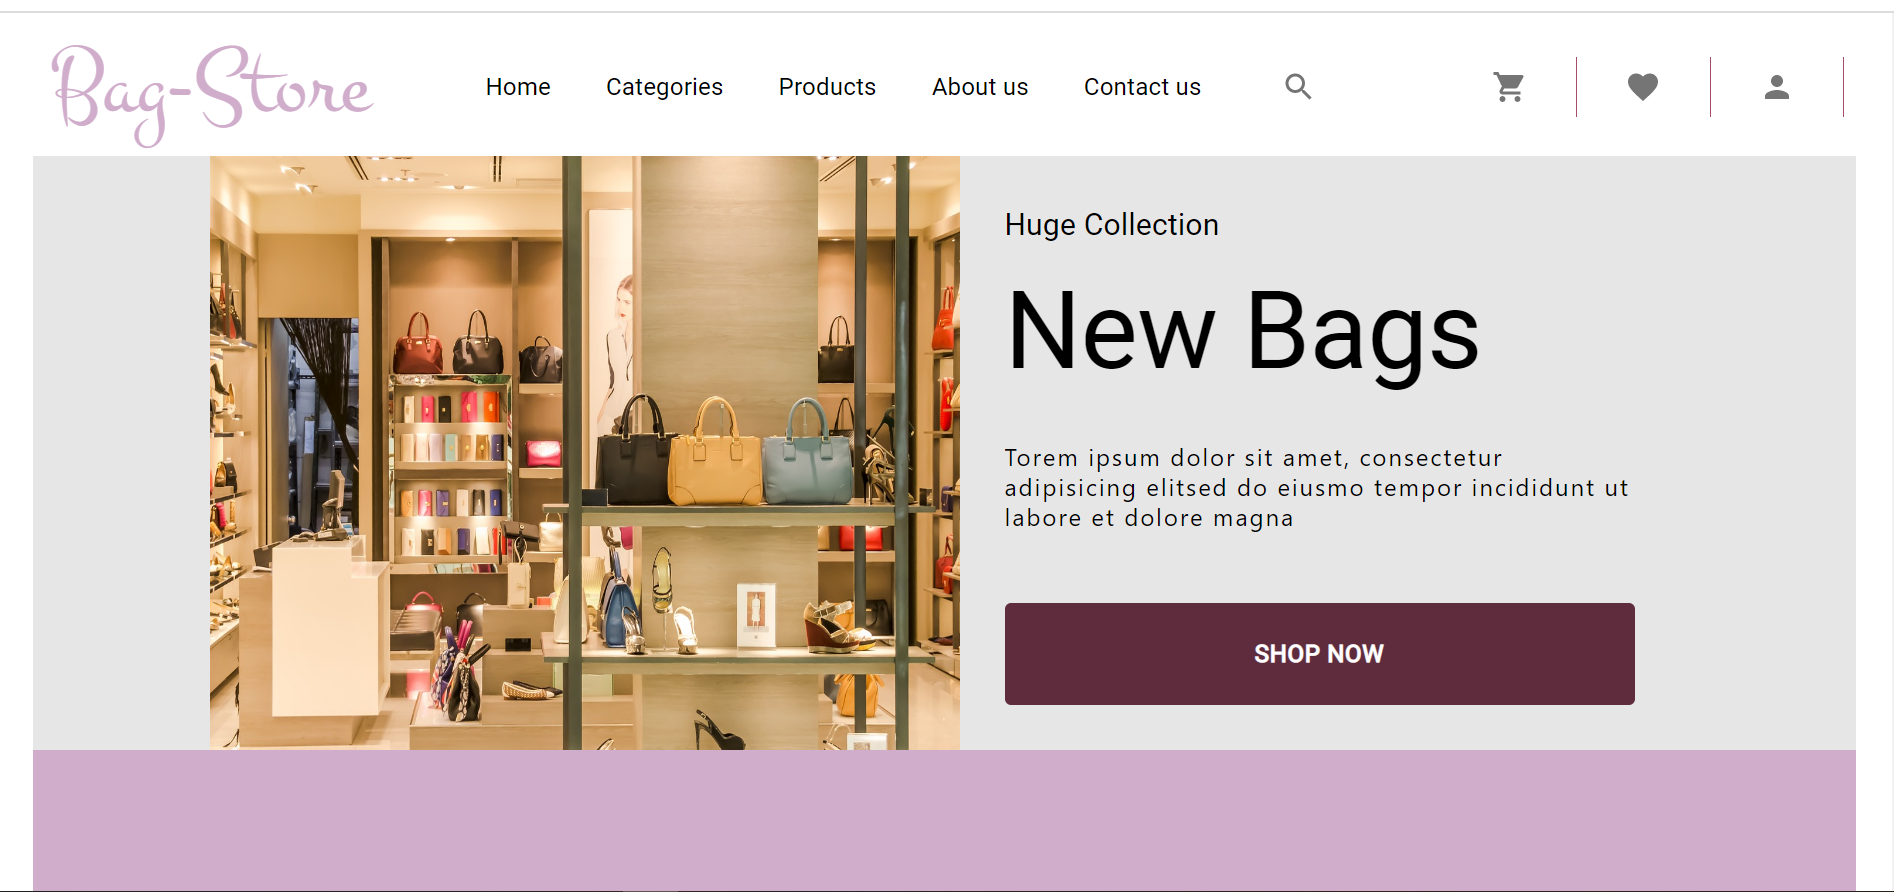 Bag-Store
Home Categories Products About us Contact us
Huge Collection
New Bags
Torem ipsum dolor sit amet, consectetur
adipisicing elitsed do eiusmo tempor incididunt ut
labore et dolore magna
SHOP NOW